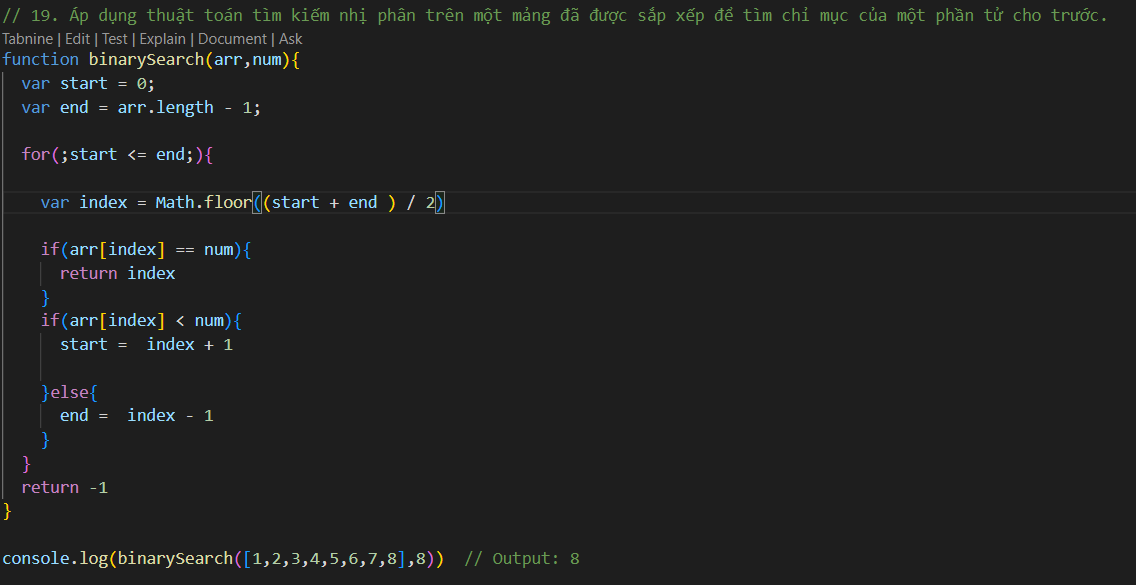 // 19. Áp dụng thuật toán tìm kiếm nhị phân trên một mảng đã được sắp xếp để tìm chỉ mục của một phần tử cho trước.
Tabnine | Edit | Test | Explain | Document | Ask
function binarySearch(arr,num){
  var start = 0;
  var end = arr.length - 1;
  for(;start <= end;){
    var index = Math.floor((start + end ) / 2)
    if(arr[index] == num){
      return index
    }
    if(arr[index] < num){
      start =  index + 1
    }else{
      end =  index - 1
    }
  }
  return -1
}
console.log(binarySearch([1,2,3,4,5,6,7,8],8))  // Output: 8